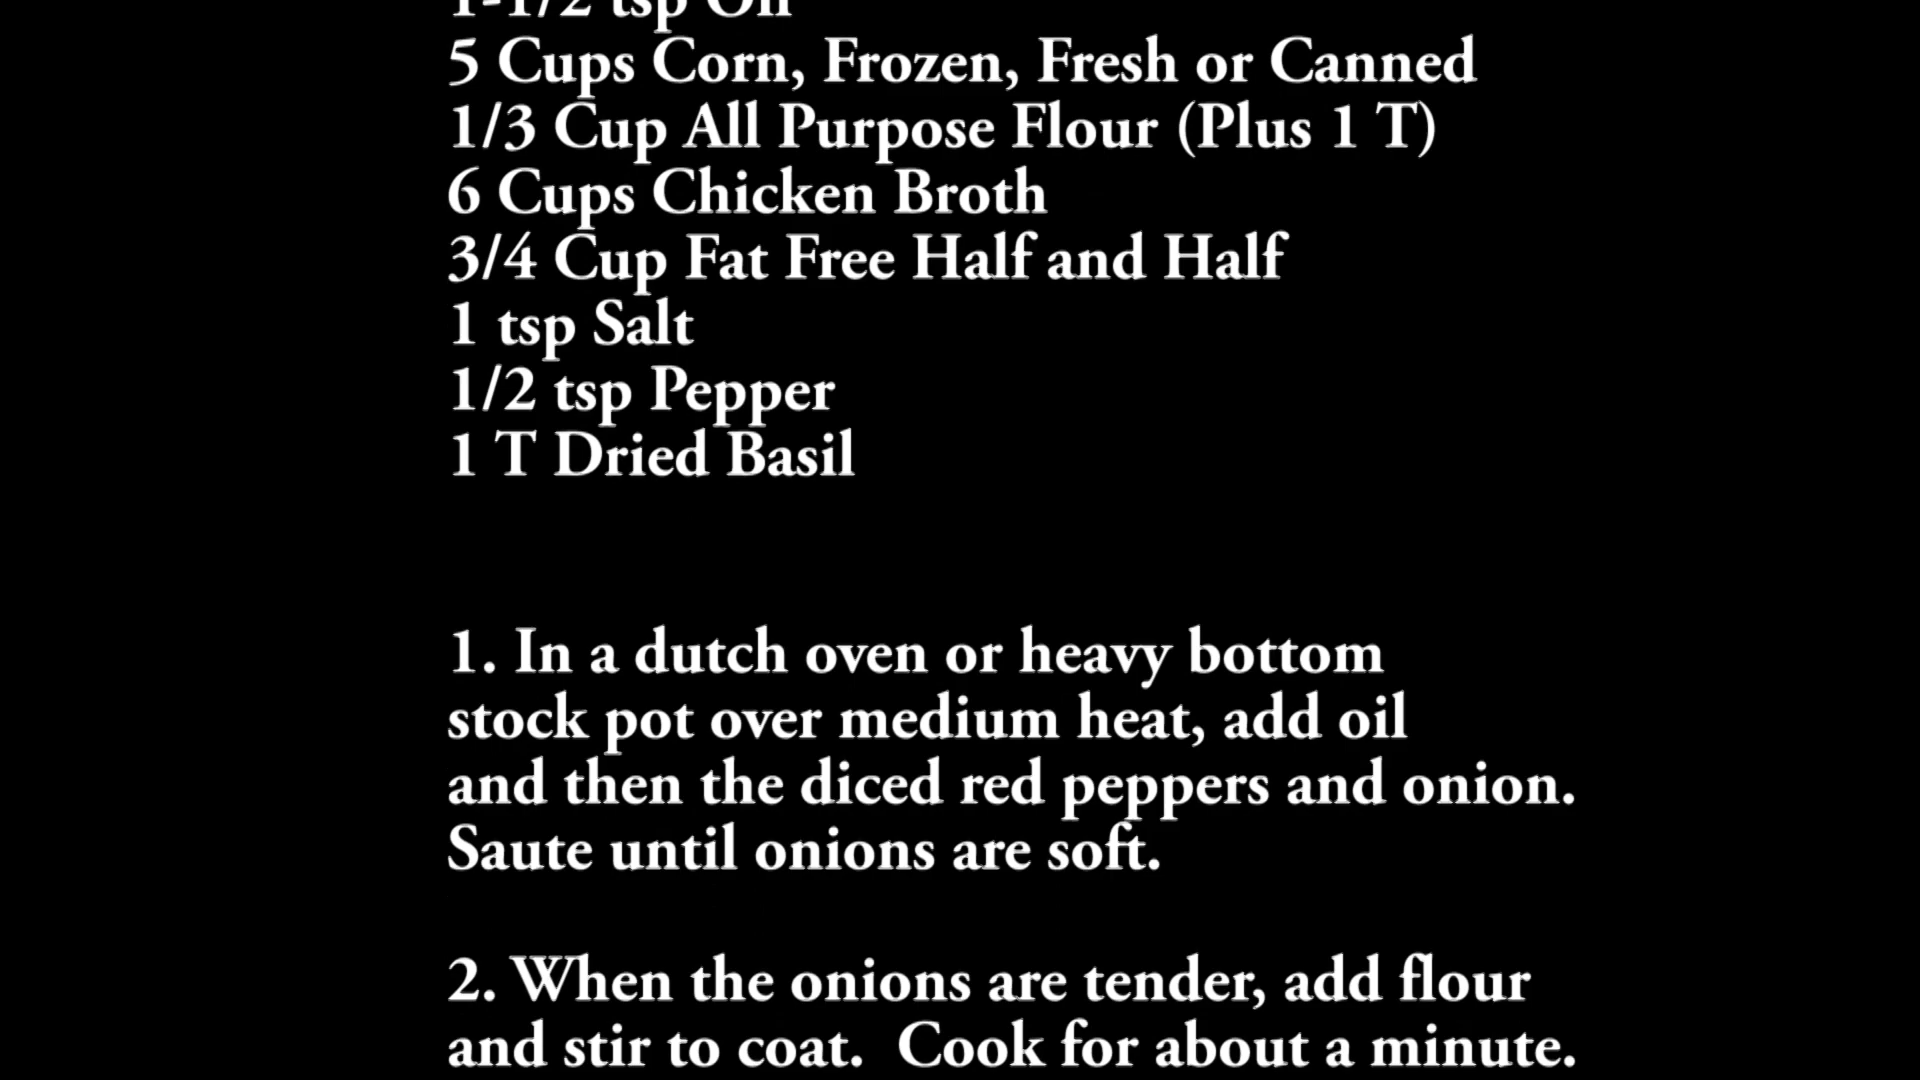 1-1/2 tsp Oil
5 Cups Corn, Frozen, Fresh or Canned
1/3 Cup All Purpose Flour (Plus 1 T)
6 Cups Chicken Broth
3/4 Cup Fat Free Half and Half
1 tsp Salt
1/2 tsp Pepper
1 T Dried Basil
1. In a dutch oven or heavy bottom
stock pot over medium heat, add oil
and then the diced red peppers and onion.
Saute until onions are soft.
2. When the onions are tender, add flour
and stir to coat.  Cook for about a minute.